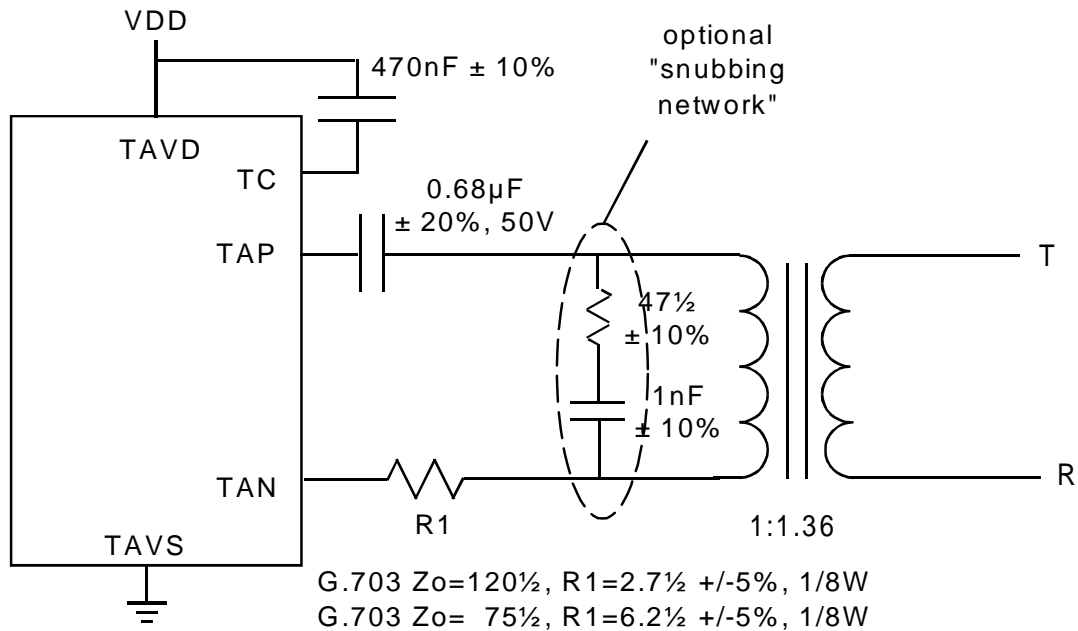 VDD
optional
"snubbing
network"
470nF ± 10%
TAVD
TC
0.68µF
± 20%, 50V
TAP
T
47½
± 10%
1nF
± 10%
TAN
R
R1
1:1.36
TAVS
G.703 Zo=120½, R1=2.7½ +/-5%, 1/8W
G.703 Zo= 75½, R1=6.2½ +/-5%, 1/8W